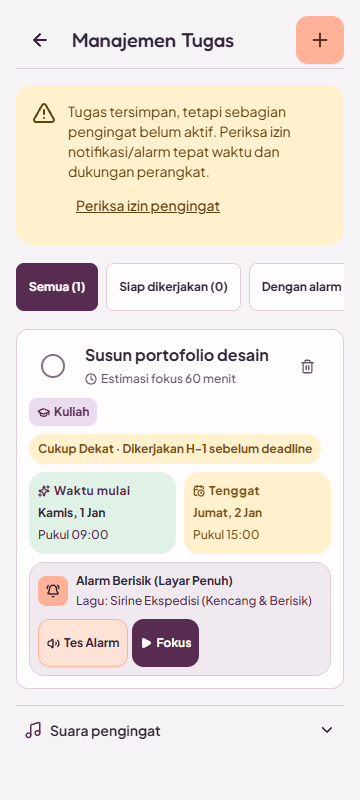 Manajemen Tugas
Tugas tersimpan, tetapi sebagian
pengingat belum aktif. Periksa izin
notifikasi/alarm tepat waktu dan
dukungan perangkat.
Periksa izin pengingat
Semua (1)
Siap dikerjakan (0)
Dengan alarm
Susun portofolio desain
Estimasi fokus 60 menit
Kuliah
Cukup Dekat · Dikerjakan H-1 sebelum deadline
Waktu mulai
Kamis, 1 Jan
Pukul 09:00
Tenggat
Jumat, 2 Jan
Pukul 15:00
Alarm Berisik (Layar Penuh)
Lagu: Sirine Ekspedisi (Kencang & Berisik)
Tes Alarm
Fokus
Suara pengingat